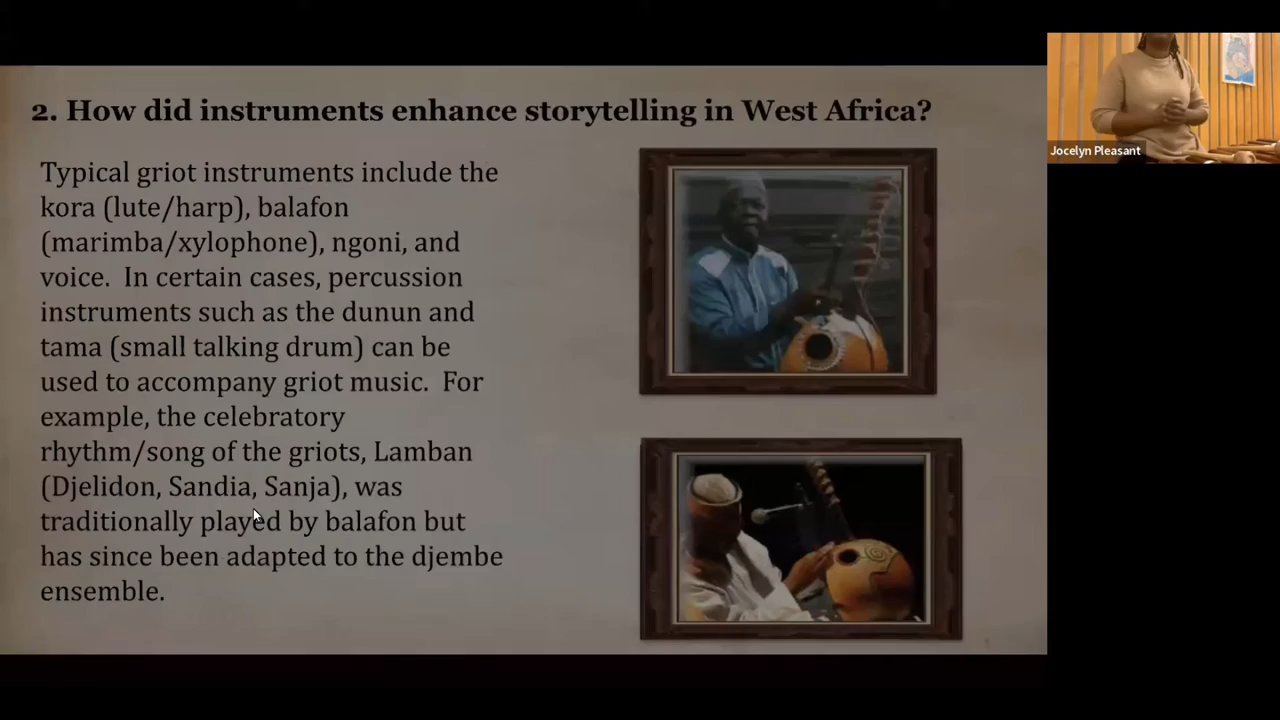 2. How did instruments enhance storytelling in West Africa?
Typical griot instruments include the
kora (lute/harp), balafon
(marimba/xylophone), ngoni, and
voice.  In certain cases, percussion
instruments such as the dunun and
tama (small talking drum) can be
used to accompany griot music.  For
example, the celebratory
rhythm/song of the griots, Lamban
(Djelidon, Sandia, Sanja), was
traditionally played by balafon but
has since been adapted to the djembe
ensemble.
Jocelyn Pleasant